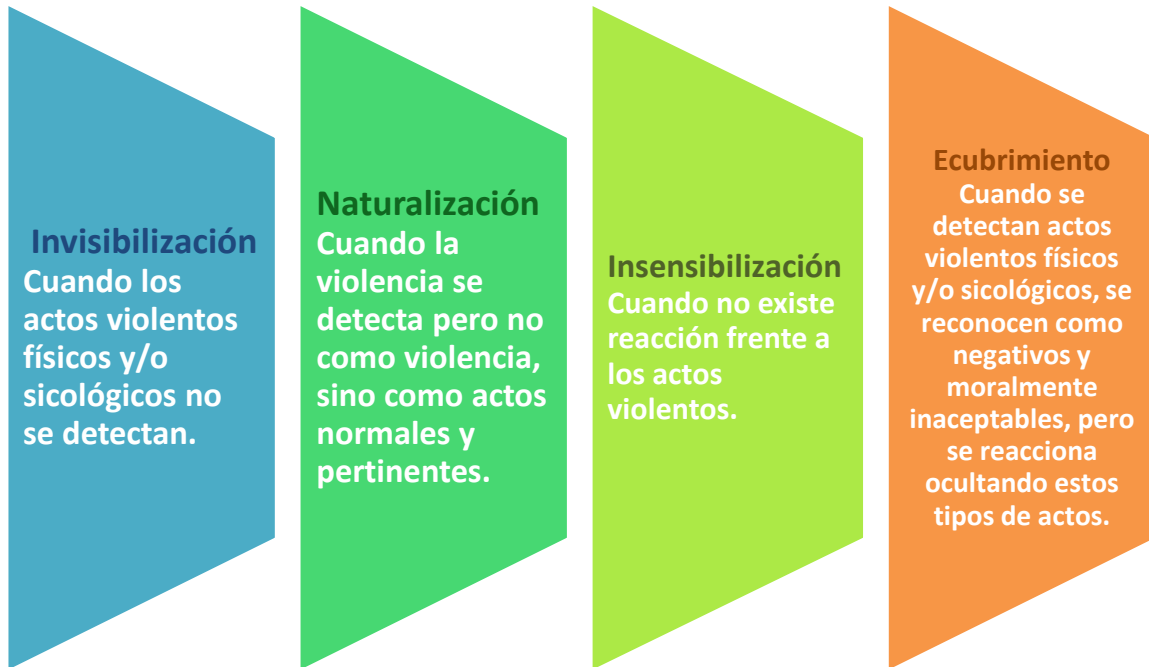 Invisibilización
Cuando los
actos violentos
físicos y/o
sicológicos no
se detectan.
Naturalización
Cuando la
violencia se
detecta pero no
como violencia,
sino como actos
normales y
pertinentes.
Insensibilización
Cuando no existe
reacción frente a
los actos
violentos.
Ecubrimiento
Cuando se
detectan actos
violentos físicos
y/o sicológicos, se
reconocen como
negativos y
moralmente
inaceptables, pero
se reacciona
ocultando estos
tipos de actos.